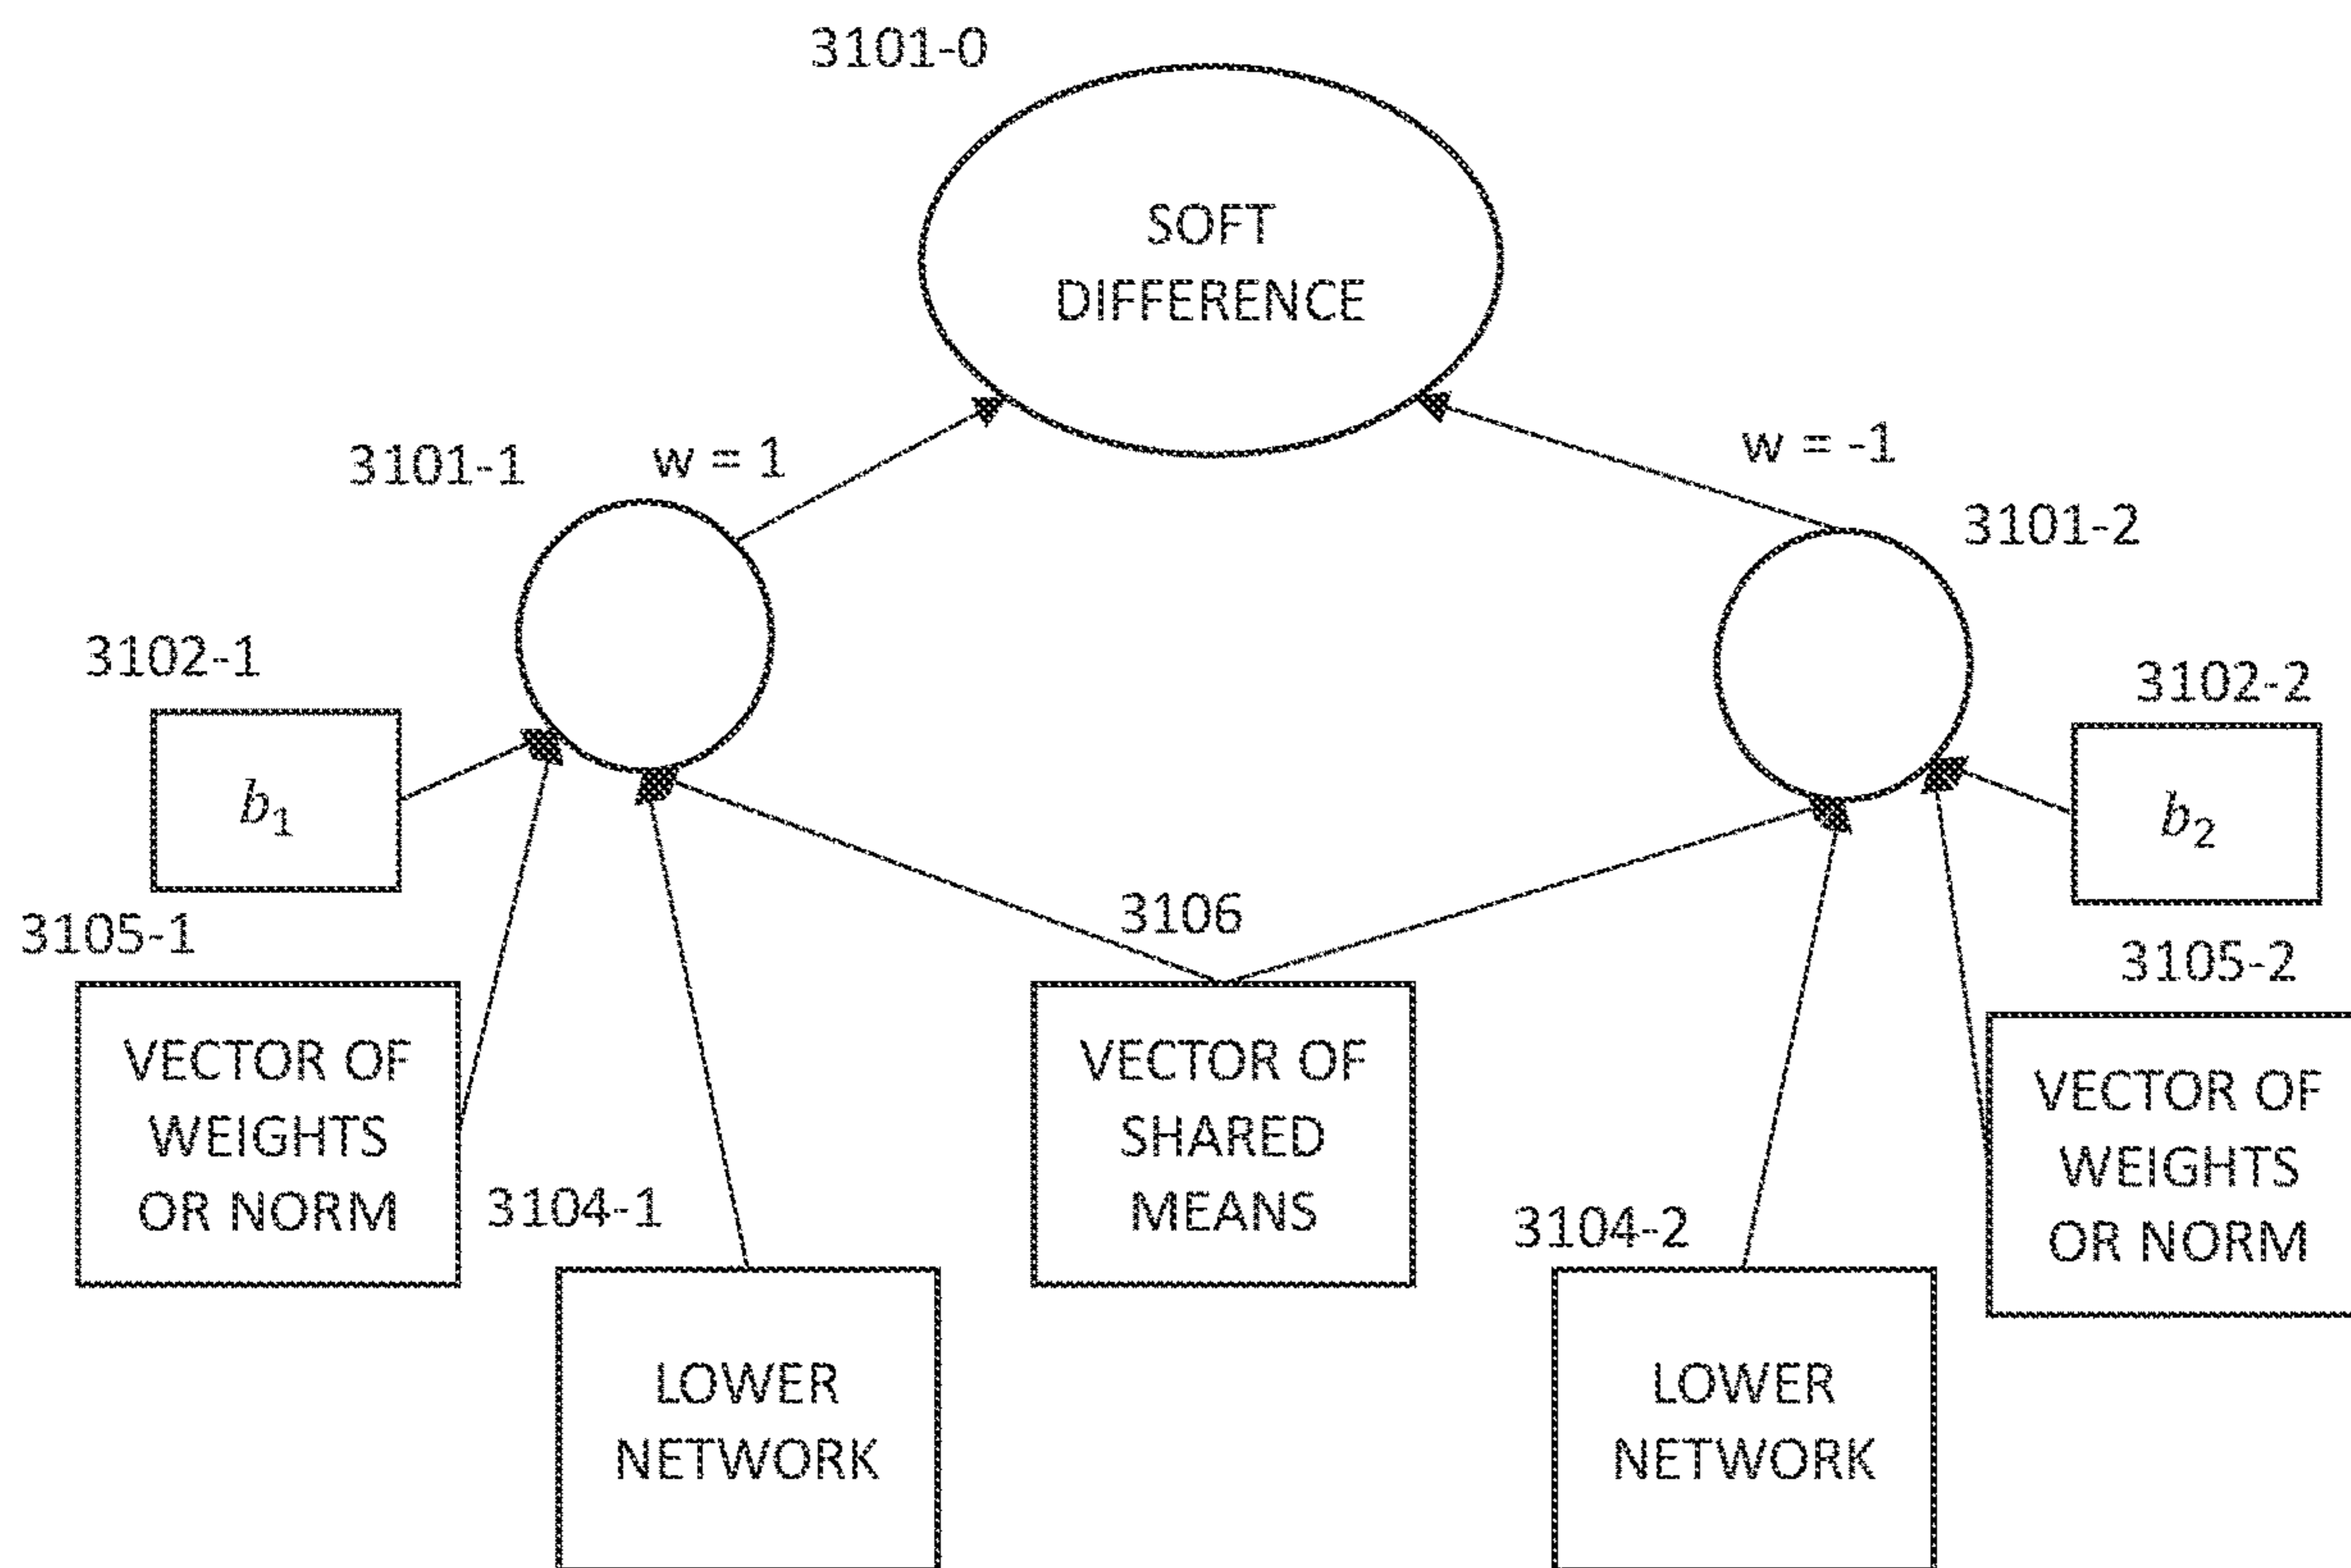 3101-0
SOFT
DIFFERENCE
3101-1
w = 1
w = -1
3101-2
3102-1
b₁
3102-2
b₂
3105-1
VECTOR OF
WEIGHTS
OR NORM
3106
VECTOR OF
SHARED
MEANS
3105-2
VECTOR OF
WEIGHTS
OR NORM
3104-1
LOWER
NETWORK
3104-2
LOWER
NETWORK